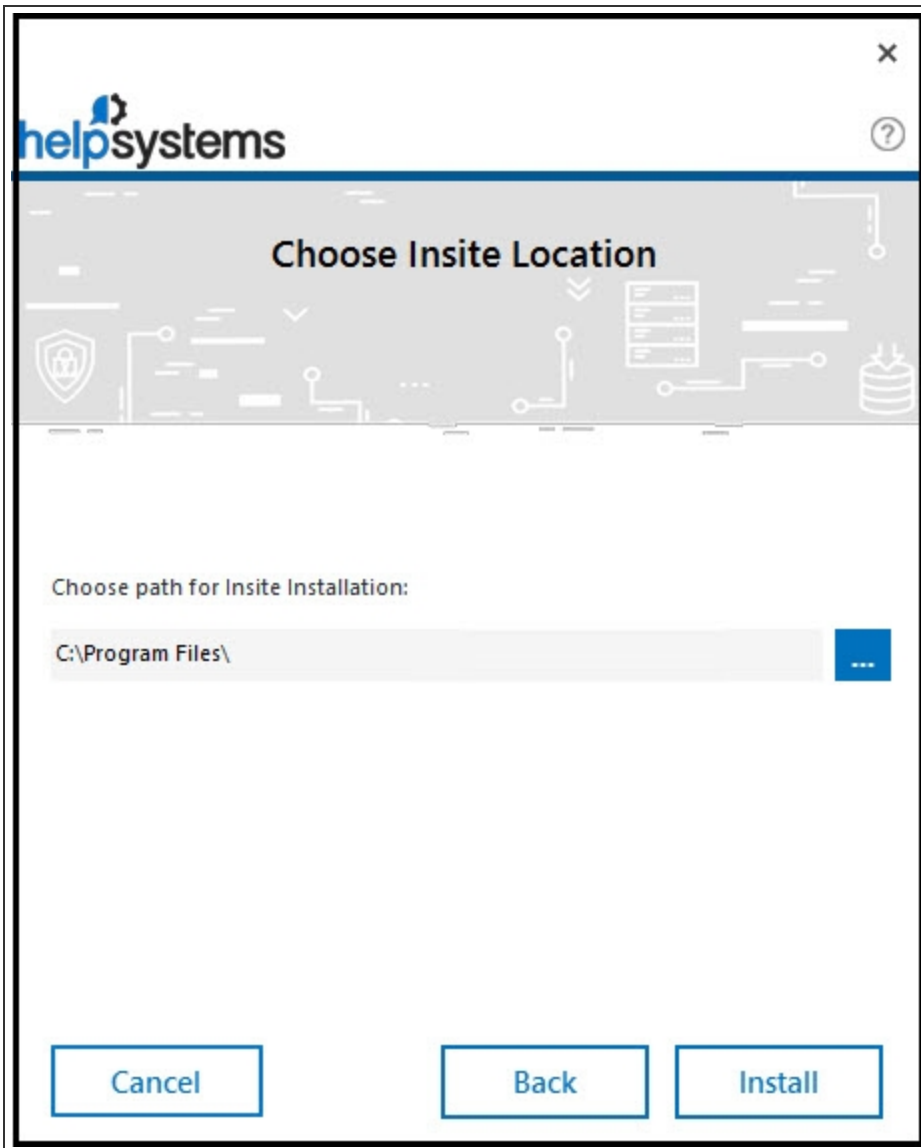 helpsystems
Choose Insite Location
Choose path for Insite Installation:
C:\Program Files\
...
Cancel
Back
Install